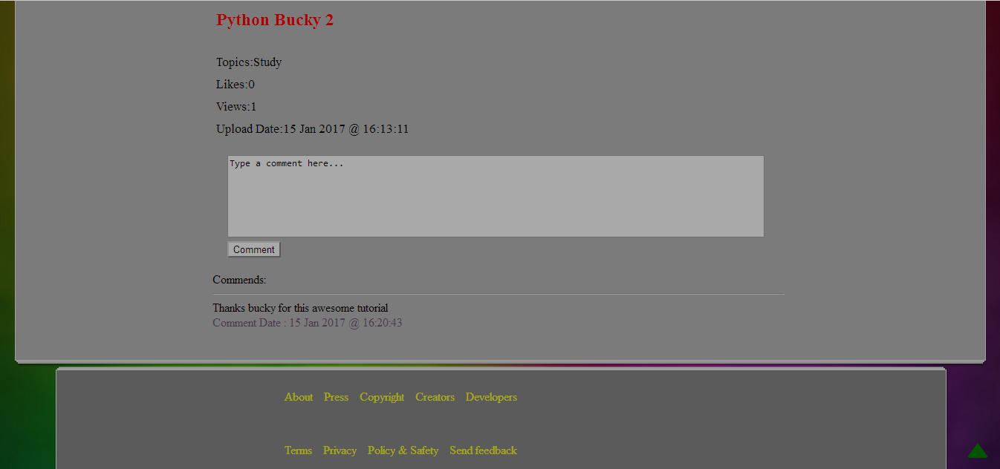 Python Bucky 2
Topics:Study
Likes:0
Views:1
Upload Date:15 Jan 2017 @ 16:13:11
Type a comment here...
Comment
Commends:
Thanks bucky for this awesome tutorial
Comment Date : 15 Jan 2017 @ 16:20:43
About Press Copyright Creators Developers
Terms Privacy Policy & Safety Send feedback